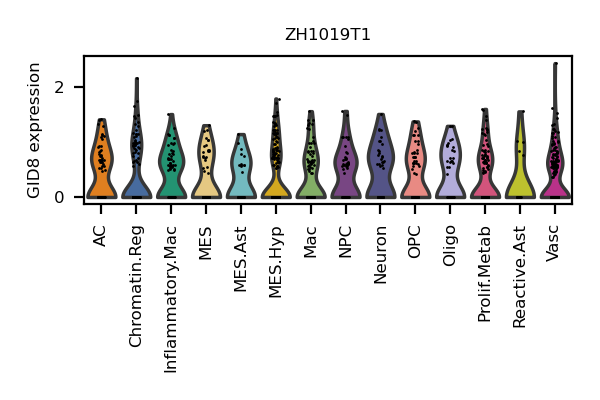 ZH1019T1
GID8 expression
2
0
AC
Chromatin.Reg
Inflammatory.Mac
MES
MES.Ast
MES.Hyp
Mac
NPC
Neuron
OPC
Oligo
Prolif.Metab
Reactive.Ast
Vasc